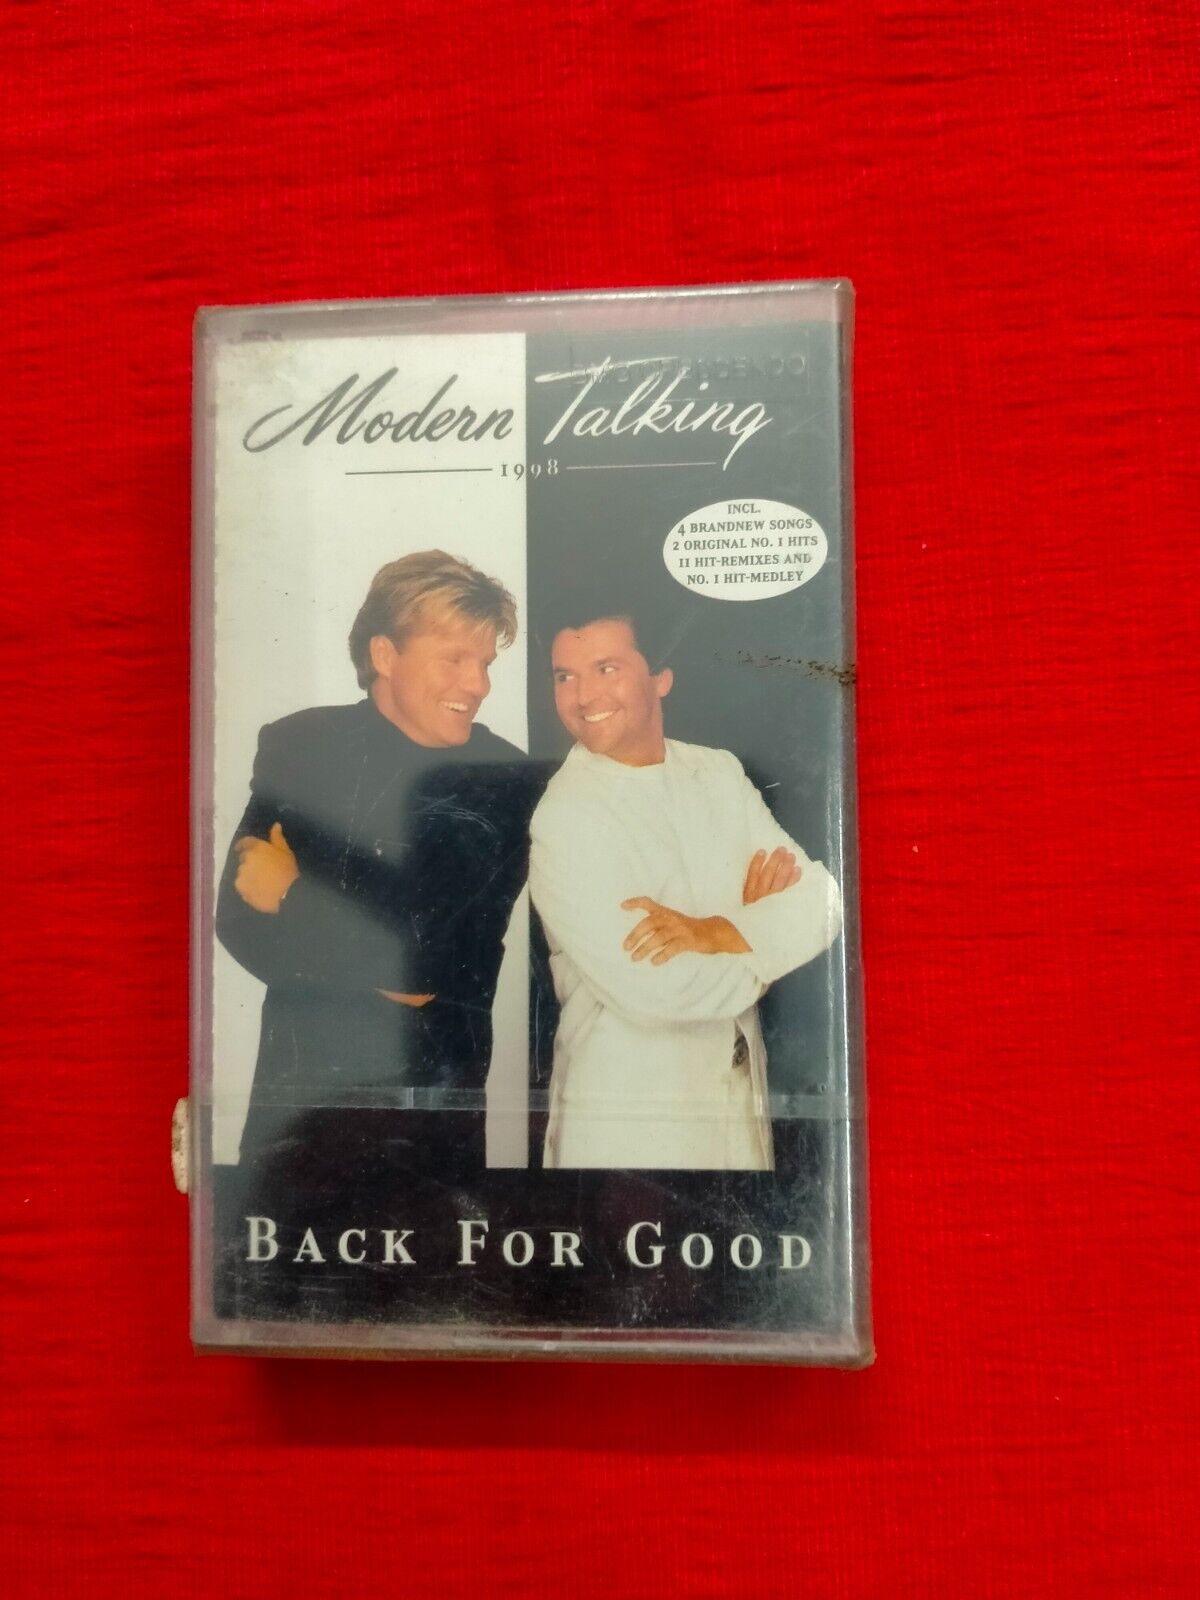 Modern Talking
1998
INCL.
4 BRANDNEW SONGS
2 ORIGINAL NO. 1 HITS
11 HIT-REMIXES AND
NO. 1 HIT-MEDLEY
BACK FOR GOOD